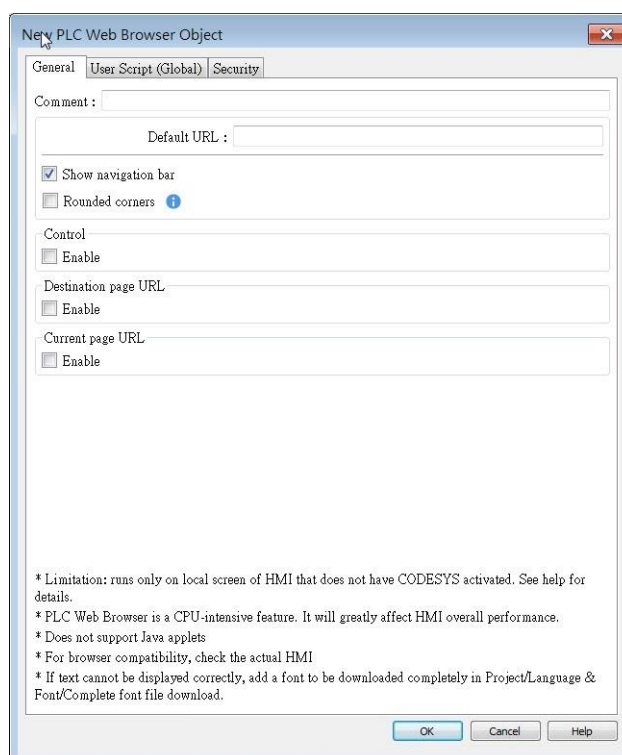 New PLC Web Browser Object
General User Script (Global) Security
Comment :
Default URL :
Show navigation bar
Rounded corners
Control
Enable
Destination page URL
Enable
Current page URL
Enable
* Limitation: runs only on local screen of HMI that does not have CODESYS activated. See help for
details.
* PLC Web Browser is a CPU-intensive feature. It will greatly affect HMI overall performance.
* Does not support Java applets
* For browser compatibility, check the actual HMI
* If text cannot be displayed correctly, add a font to be downloaded completely in Project/Language &
Font/Complete font file download.
OK Cancel Help